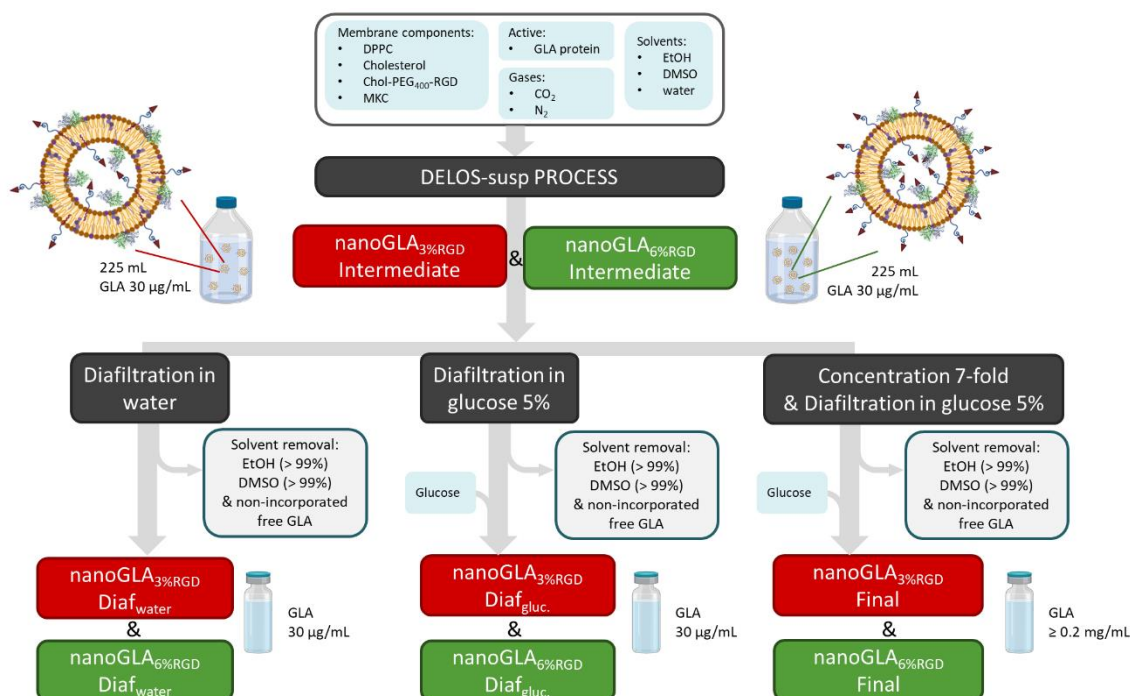 Membrane components:
• DPPC
• Cholesterol
• Chol-PEG₄₀₀-RGD
• MKC
Active:
• GLA protein
Gases:
• CO₂
• N₂
Solvents:
• EtOH
• DMSO
• water
DELOS-susp PROCESS
225 mL
GLA 30 µg/mL
nanoGLA3%RGD
Intermediate
&
nanoGLA6%RGD
Intermediate
225 mL
GLA 30 µg/mL
Diafiltration in
water
Solvent removal:
EtOH (> 99%)
DMSO (> 99%)
& non-incorporated
free GLA
nanoGLA3%RGD
Diafwater
&
nanoGLA6%RGD
Diafwater
GLA
30 µg/mL
Diafiltration in
glucose 5%
Glucose
Solvent removal:
EtOH (> 99%)
DMSO (> 99%)
& non-incorporated
free GLA
nanoGLA3%RGD
Diafgluc.
&
nanoGLA6%RGD
Diafgluc.
GLA
30 µg/mL
Concentration 7-fold
& Diafiltration in glucose 5%
Glucose
Solvent removal:
EtOH (> 99%)
DMSO (> 99%)
& non-incorporated
free GLA
nanoGLA3%RGD
Final
&
nanoGLA6%RGD
Final
GLA
≥ 0.2 mg/mL